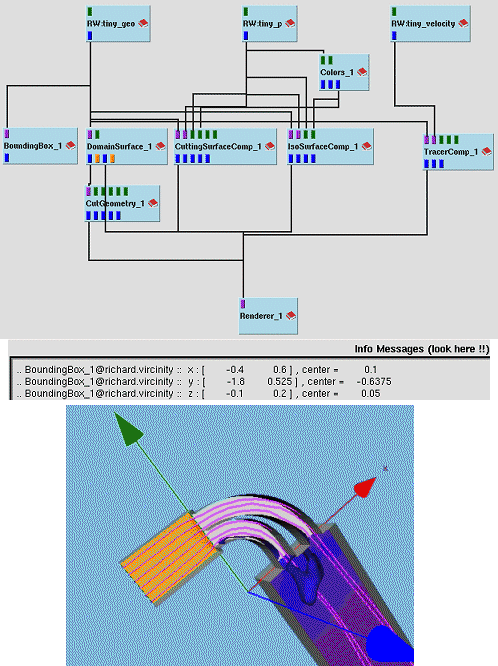 RW:tiny_geo
RW:tiny_p
RW:tiny_velocity
Colors_1
BoundingBox_1
DomainSurface_1
CuttingSurfaceComp_1
IsoSurfaceComp_1
TracerComp_1
CutGeometry_1
Renderer_1
Info Messages (look here !!)
.. BoundingBox_1@richard.vircinity :: x : [ -0.4 0.6 ] , center = 0.1
.. BoundingBox_1@richard.vircinity :: y : [ -1.8 0.525 ] , center = -0.6375
.. BoundingBox_1@richard.vircinity :: z : [ -0.1 0.2 ] , center = 0.05
x